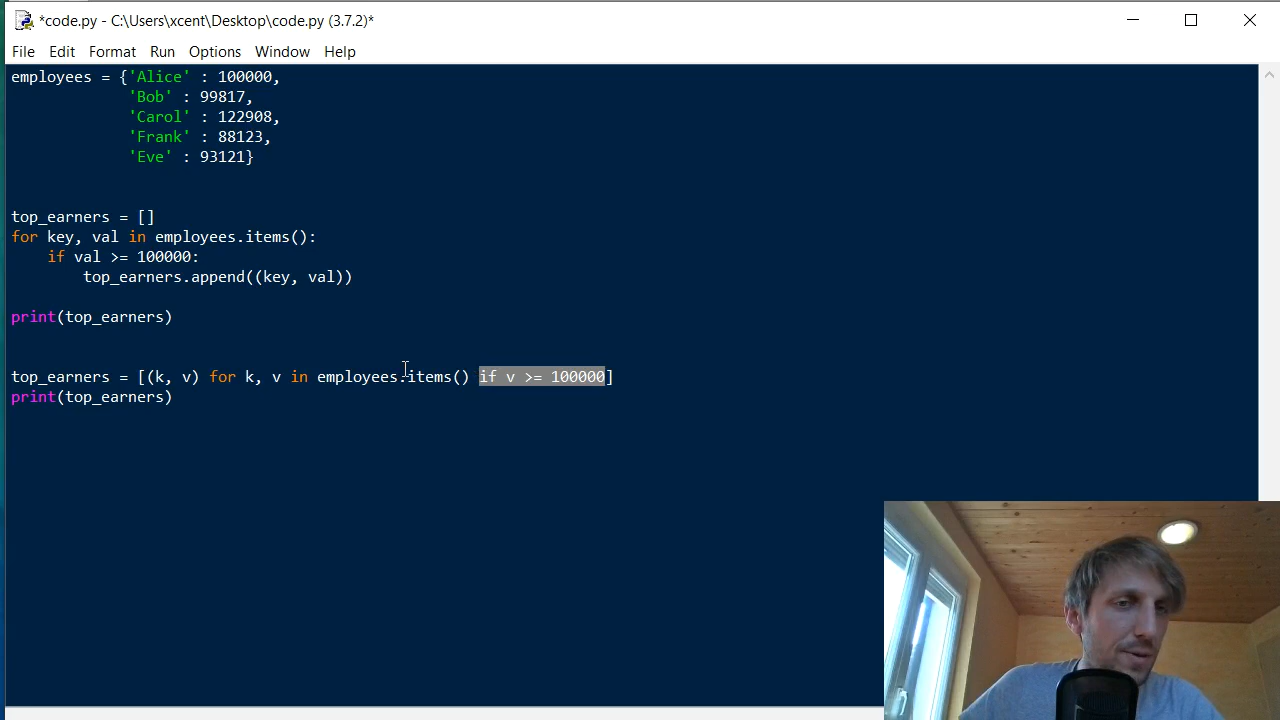 *code.py - C:\Users\xcent\Desktop\code.py (3.7.2)*
File Edit Format Run Options Window Help
employees = {'Alice' : 100000,
             'Bob' : 99817,
             'Carol' : 122908,
             'Frank' : 88123,
             'Eve' : 93121}
top_earners = []
for key, val in employees.items():
    if val >= 100000:
        top_earners.append((key, val))
print(top_earners)
top_earners = [(k, v) for k, v in employees.items() if v >= 100000]
print(top_earners)